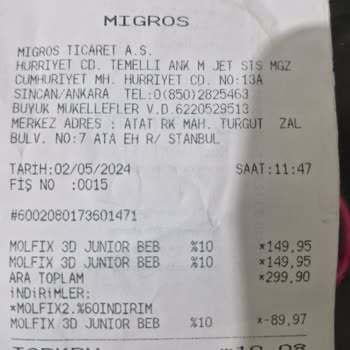 MIGROS
MIGROS TICARET A.S.
HURRIYET CD. TEMELLI ANK M JET STS MGZ
CUMHURIYET MH. HURRIYET CD. NO:13A
SINCAN/ANKARA TEL:0(850)2825463
BUYUK MUKELLEFLER V.D.6220529513
MERKEZ ADRES : ATAT RK MAH. TURGUT ZAL
BULV. NO:7 ATA EH R/ STANBUL
TARİH:02/05/2024 SAAT:11:47
FİŞ NO :0015
#6002080173601471
MOLFIX 3D JUNIOR BEB %10 *149,95
MOLFIX 3D JUNIOR BEB %10 *149,95
ARA TOPLAM *299,90
İNDİRİMLER:
*MOLFIX2.%60INDIRIM
MOLFIX 3D JUNIOR BEB %10 *-89,97